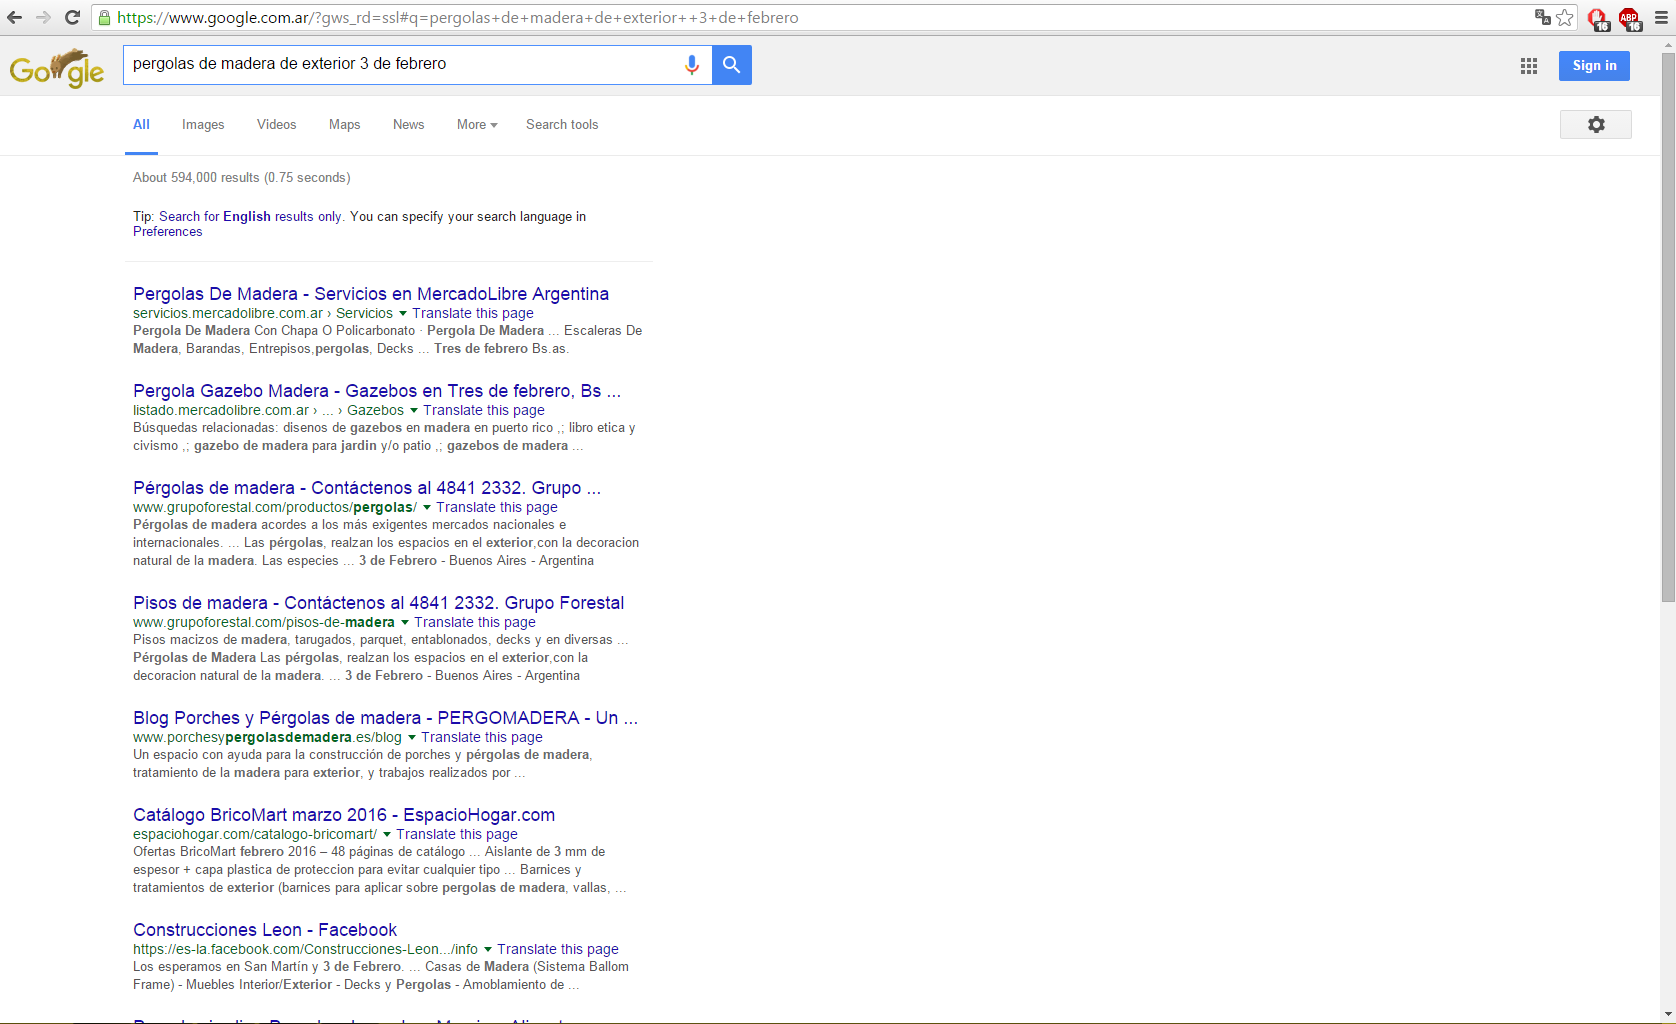 https://www.google.com.ar/?gws_rd=ssl#q=pergolas+de+madera+de+exterior++3+de+febrero
16
ABP
16
Google
pergolas de madera de exterior 3 de febrero
Sign in
All Images Videos Maps News More Search tools
About 594,000 results (0.75 seconds)
Tip: Search for English results only. You can specify your search language in
Preferences
Pergolas De Madera - Servicios en MercadoLibre Argentina
servicios.mercadolibre.com.ar › Servicios Translate this page
Pergola De Madera Con Chapa O Policarbonato · Pergola De Madera ... Escaleras De
Madera, Barandas, Entrepisos,pergolas, Decks ... Tres de febrero Bs.as.
Pergola Gazebo Madera - Gazebos en Tres de febrero, Bs ...
listado.mercadolibre.com.ar › ... › Gazebos Translate this page
Búsquedas relacionadas: disenos de gazebos en madera en puerto rico ,; libro etica y
civismo ,; gazebo de madera para jardin y/o patio ,; gazebos de madera ...
Pérgolas de madera - Contáctenos al 4841 2332. Grupo ...
www.grupoforestal.com/productos/pergolas/ Translate this page
Pérgolas de madera acordes a los más exigentes mercados nacionales e
internacionales. ... Las pérgolas, realzan los espacios en el exterior,con la decoracion
natural de la madera. Las especies ... 3 de Febrero - Buenos Aires - Argentina
Pisos de madera - Contáctenos al 4841 2332. Grupo Forestal
www.grupoforestal.com/pisos-de-madera Translate this page
Pisos macizos de madera, tarugados, parquet, entablonados, decks y en diversas ...
Pérgolas de Madera Las pérgolas, realzan los espacios en el exterior,con la
decoracion natural de la madera. ... 3 de Febrero - Buenos Aires - Argentina
Blog Porches y Pérgolas de madera - PERGOMADERA - Un ...
www.porchesypergolasdemadera.es/blog Translate this page
Un espacio con ayuda para la construcción de porches y pérgolas de madera,
tratamiento de la madera para exterior, y trabajos realizados por ...
Catálogo BricoMart marzo 2016 - EspacioHogar.com
espaciohogar.com/catalogo-bricomart/ Translate this page
Ofertas BricoMart febrero 2016 – 48 páginas de catálogo ... Aislante de 3 mm de
espesor + capa plastica de proteccion para evitar cualquier tipo ... Barnices y
tratamientos de exterior (barnices para aplicar sobre pergolas de madera, vallas, ...
Construcciones Leon - Facebook
https://es-la.facebook.com/Construcciones-Leon.../info Translate this page
Los esperamos en San Martín y 3 de Febrero. ... Casas de Madera (Sistema Ballom
Frame) - Muebles Interior/Exterior - Decks y Pergolas - Amoblamiento de ...